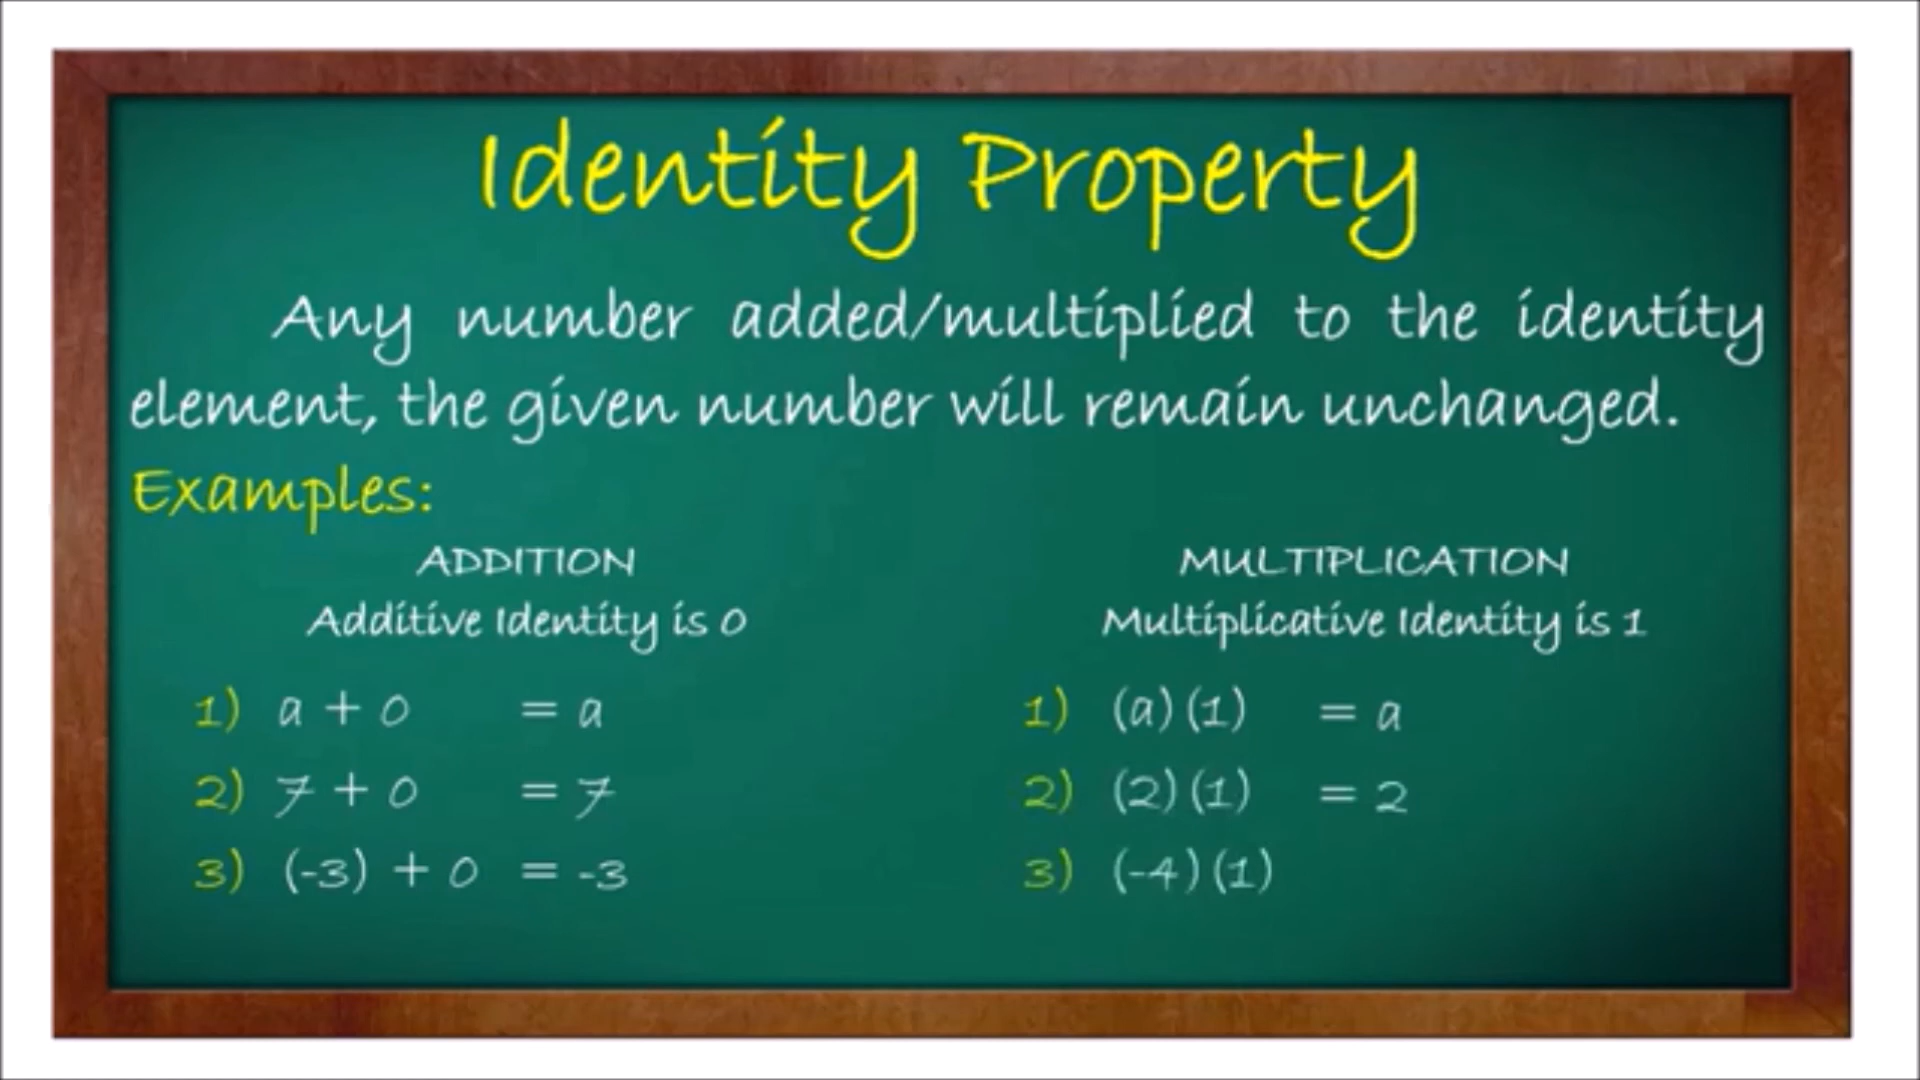 Identity Property
Any number added/multiplied to the identity
element, the given number will remain unchanged.
Examples:
ADDITION
Additive Identity is 0
1) a + 0 = a
2) 7 + 0 = 7
3) (-3) + 0 = -3
MULTIPLICATION
Multiplicative Identity is 1
1) (a)(1) = a
2) (2)(1) = 2
3) (-4)(1)